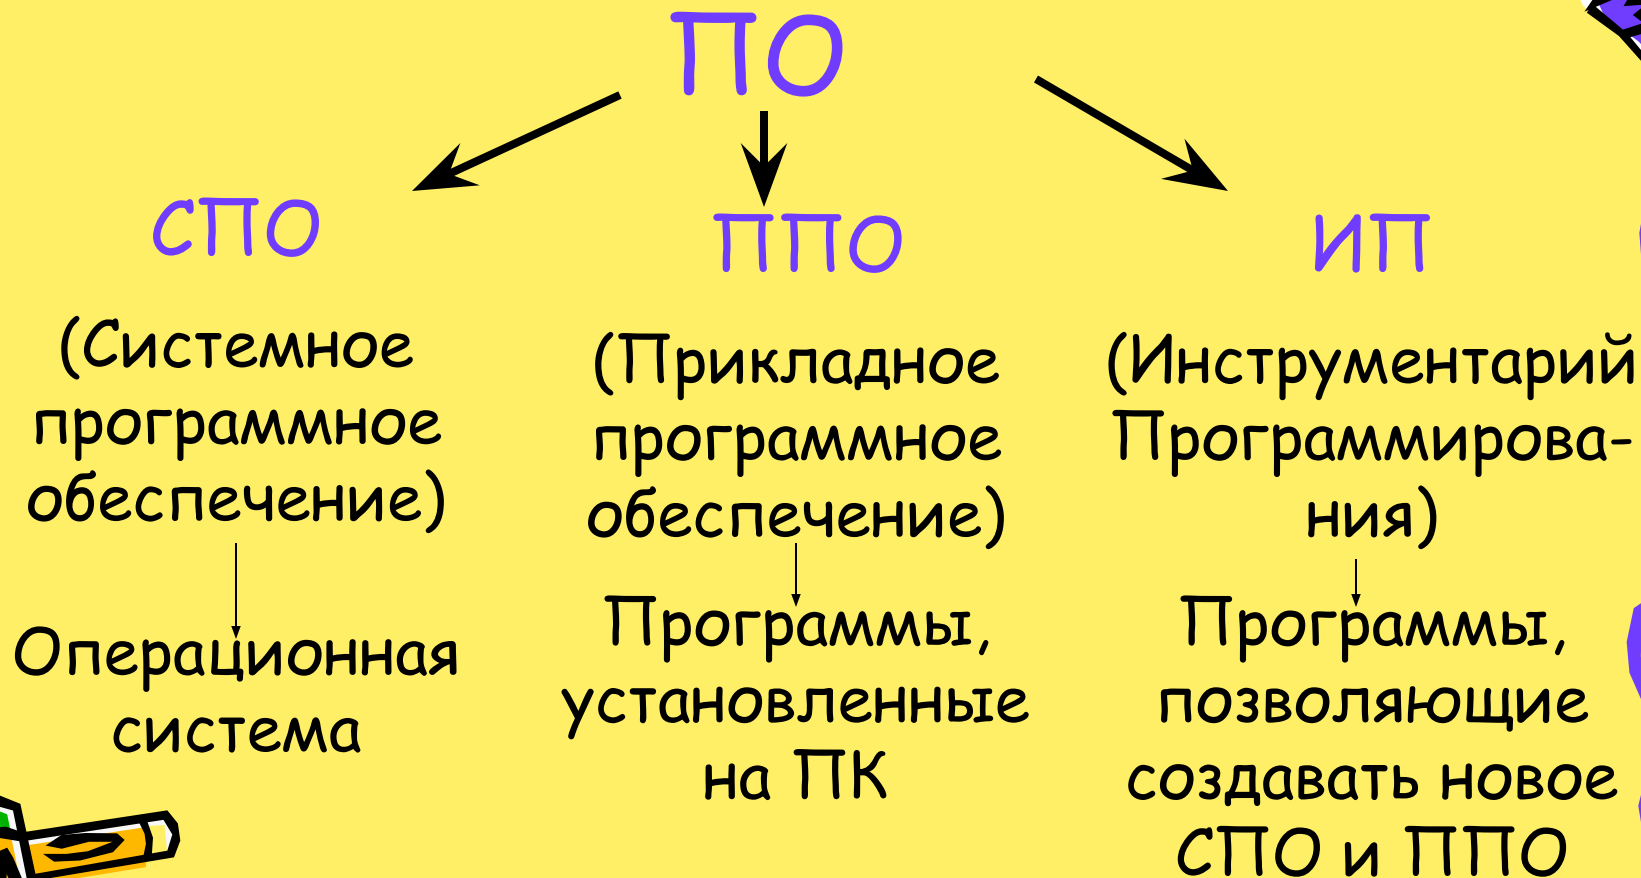 ПО
СПО
(Системное
программное
обеспечение)
Операционная
система
ППО
(Прикладное
программное
обеспечение)
Программы,
установленные
на ПК
ИП
(Инструментарий
Программирова-
ния)
Программы,
позволяющие
создавать новое
СПО и ППО